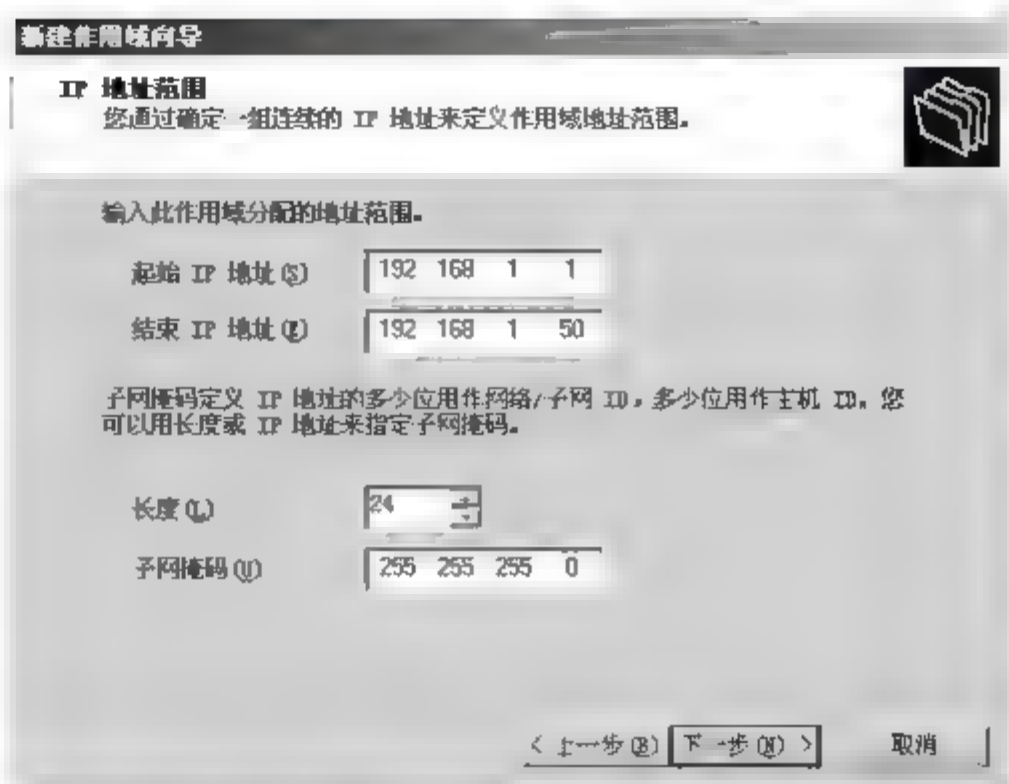 新建作用域向导
IP 地址范围
您通过确定一组连续的 IP 地址来定义作用域地址范围。
输入此作用域分配的地址范围。
起始 IP 地址(S)
192 168 1 1
结束 IP 地址(E)
192 168 1 50
子网掩码定义 IP 地址的多少位用作网络/子网 ID，多少位用作主机 ID。您
可以用长度或 IP 地址来指定子网掩码。
长度(L)
24
子网掩码(U)
255 255 255 0
< 上一步(B) 下一步(N) > 取消